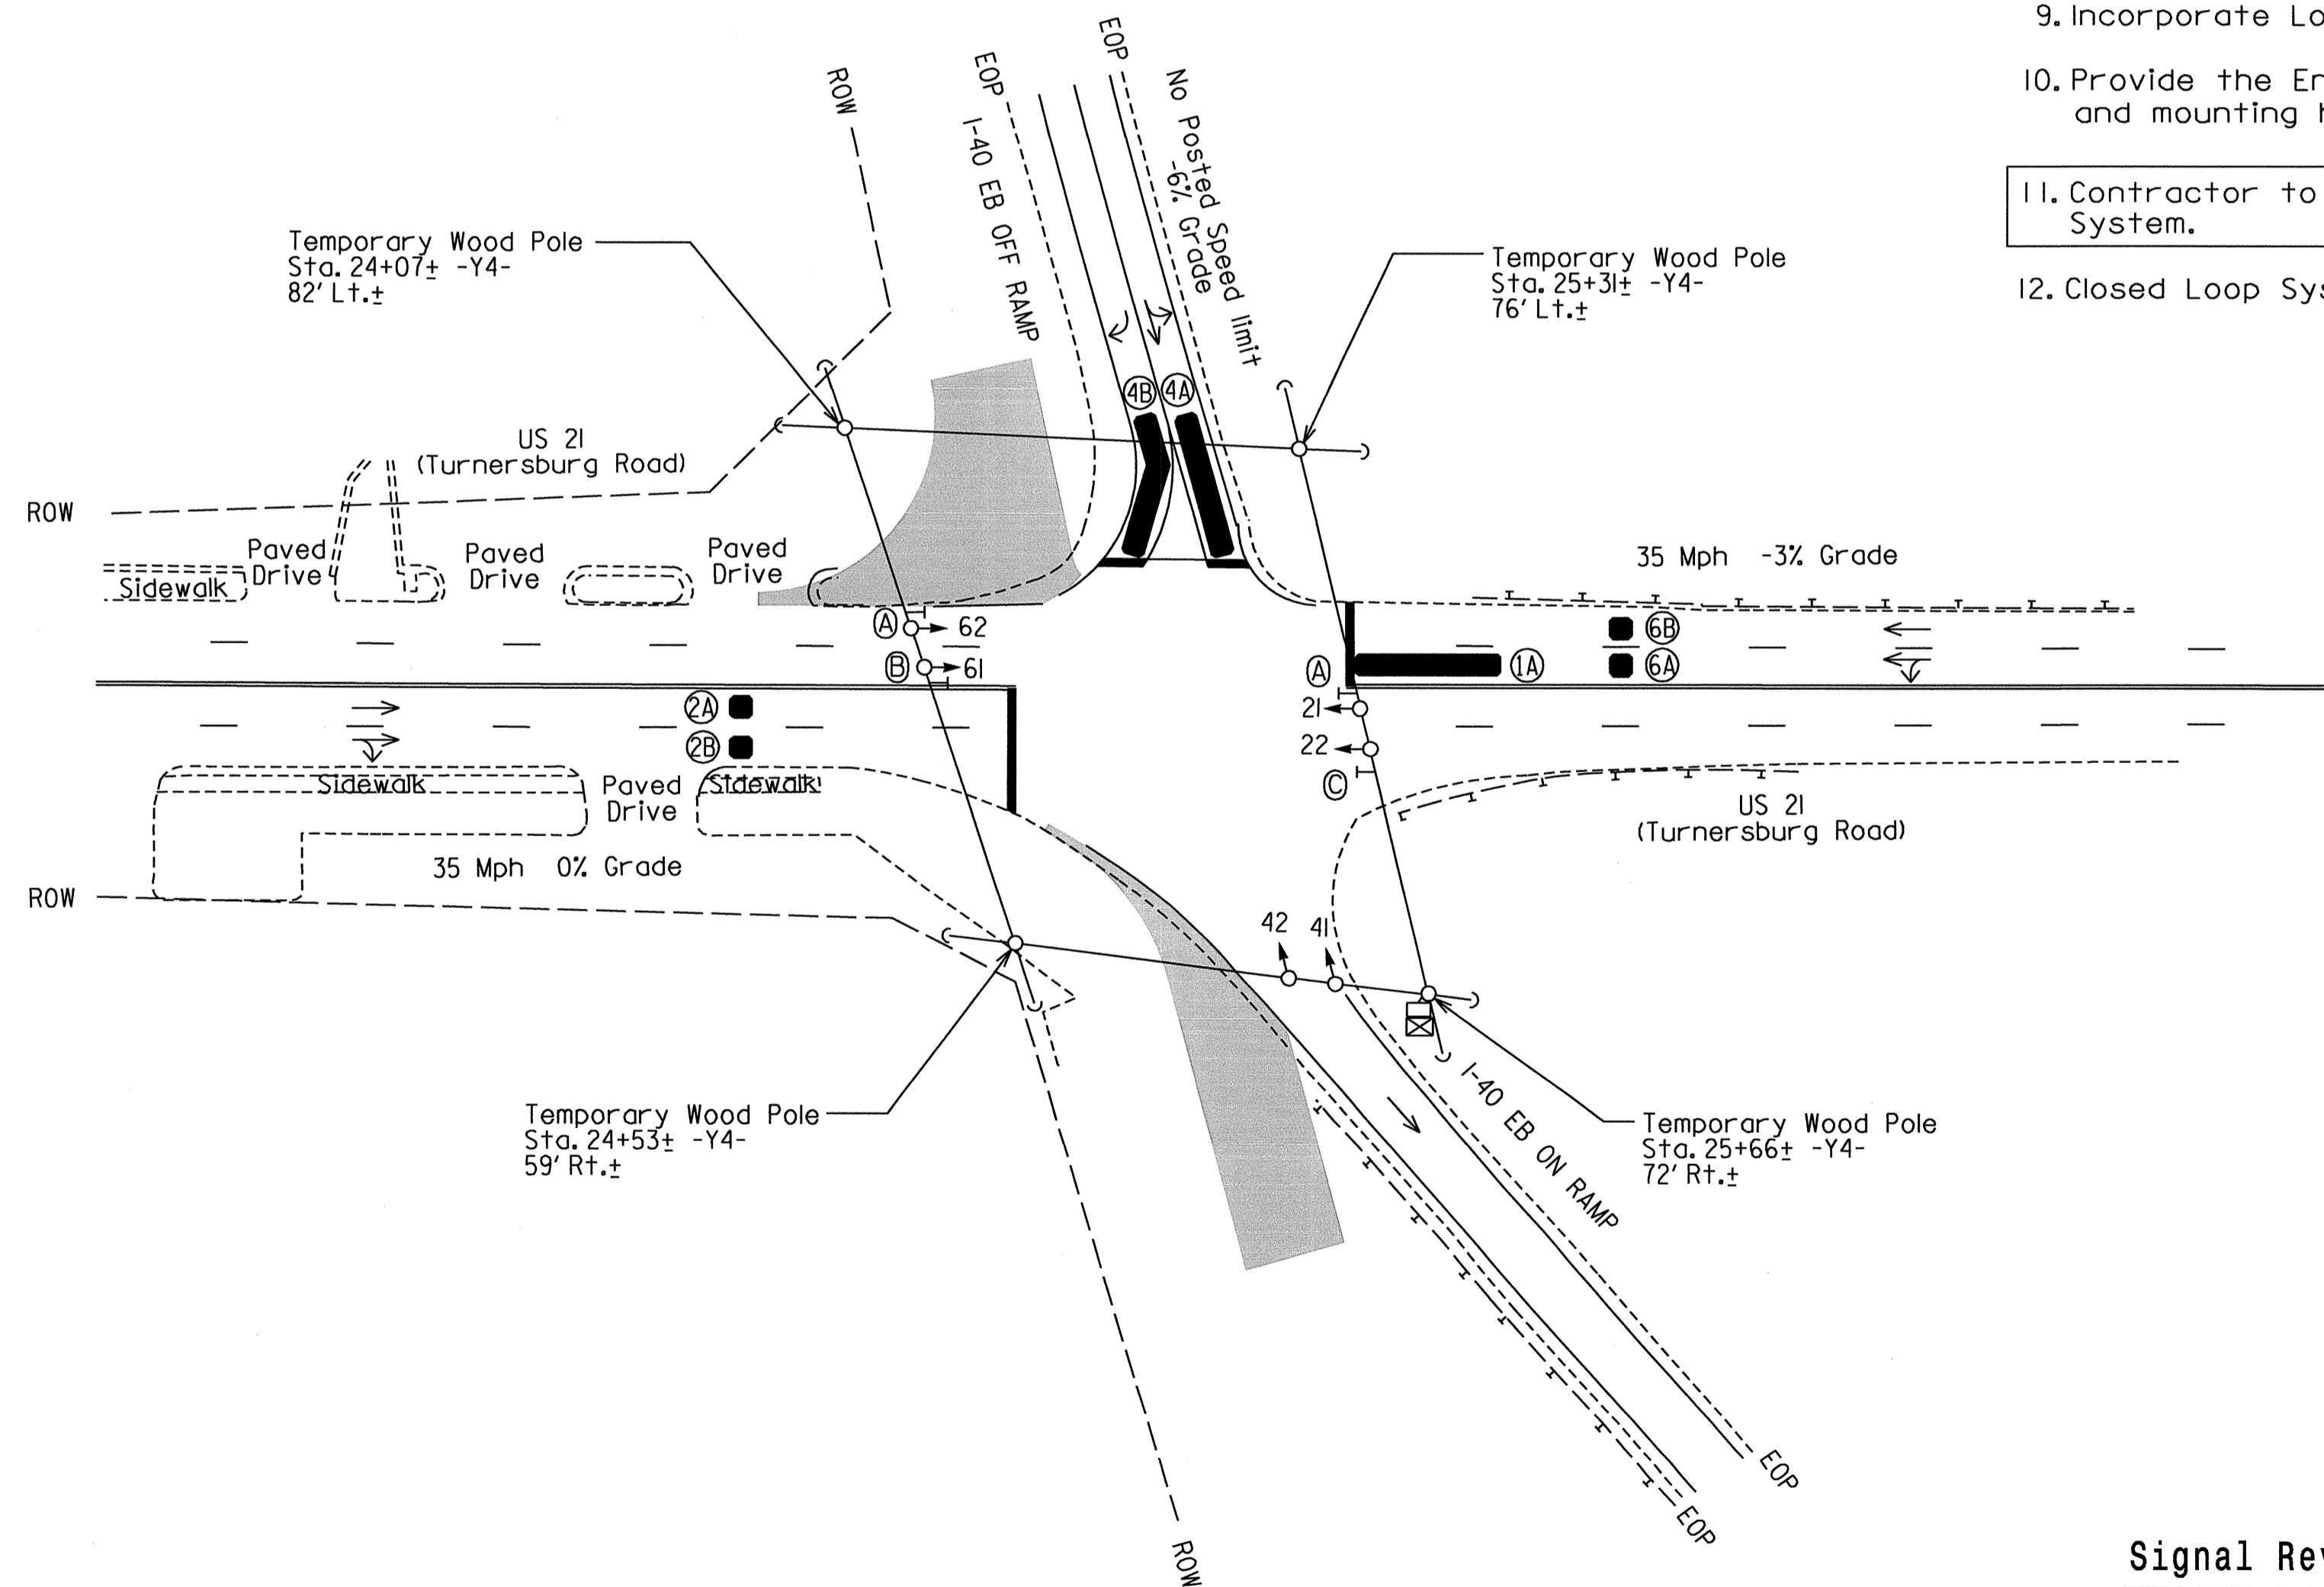 9. Incorporate Lo
10. Provide the En
and mounting h
11. Contractor to
System.
12. Closed Loop Sys
EOP
EOP
ROW
I-40 EB OFF RAMP
No Posted Speed limit
-6% Grade
Temporary Wood Pole
Sta. 24+07± -Y4-
82' Lt.±
Temporary Wood Pole
Sta. 25+31± -Y4-
76' Lt.±
4B
4A
US 21
(Turnersburg Road)
ROW
Paved
Drive
Paved
Drive
Paved
Drive
Sidewalk
35 Mph -3% Grade
A
62
B
61
6B
A
1A
6A
2A
21
2B
22
C
Sidewalk
Paved
Drive
Sidewalk
US 21
(Turnersburg Road)
35 Mph 0% Grade
ROW
42
41
I-40 EB ON RAMP
Temporary Wood Pole
Sta. 24+53± -Y4-
59' Rt.±
Temporary Wood Pole
Sta. 25+66± -Y4-
72' Rt.±
EOP
EOP
ROW
Signal Rev